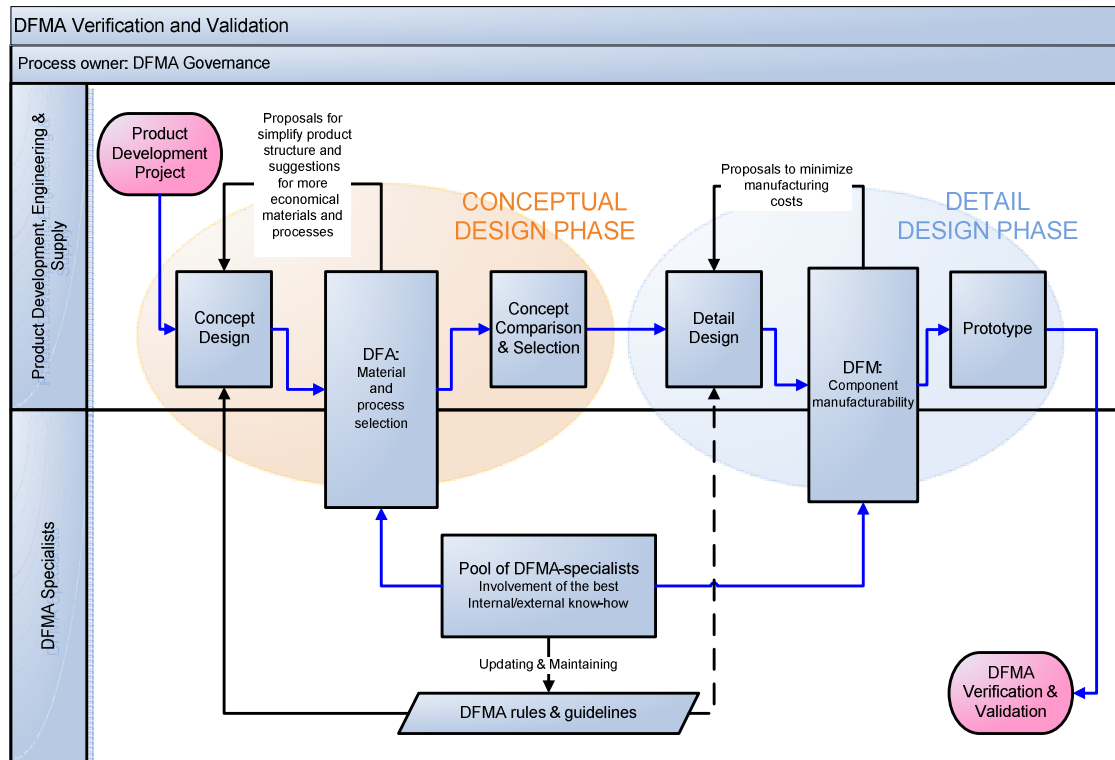 DFMA Verification and Validation
Process owner: DFMA Governance
Product Development, Engineering &
Supply
DFMA Specialists
Product
Development
Project
Proposals for
simplify product
structure and
suggestions
for more
economical
materials and
processes
CONCEPTUAL
DESIGN PHASE
Proposals to minimize
manufacturing
costs
DETAIL
DESIGN PHASE
Concept
Design
DFA:
Material
and
process
selection
Concept
Comparison
& Selection
Detail
Design
DFM:
Component
manufacturability
Prototype
Pool of DFMA-specialists
Involvement of the best
Internal/external know-how
Updating & Maintaining
DFMA rules & guidelines
DFMA
Verification &
Validation